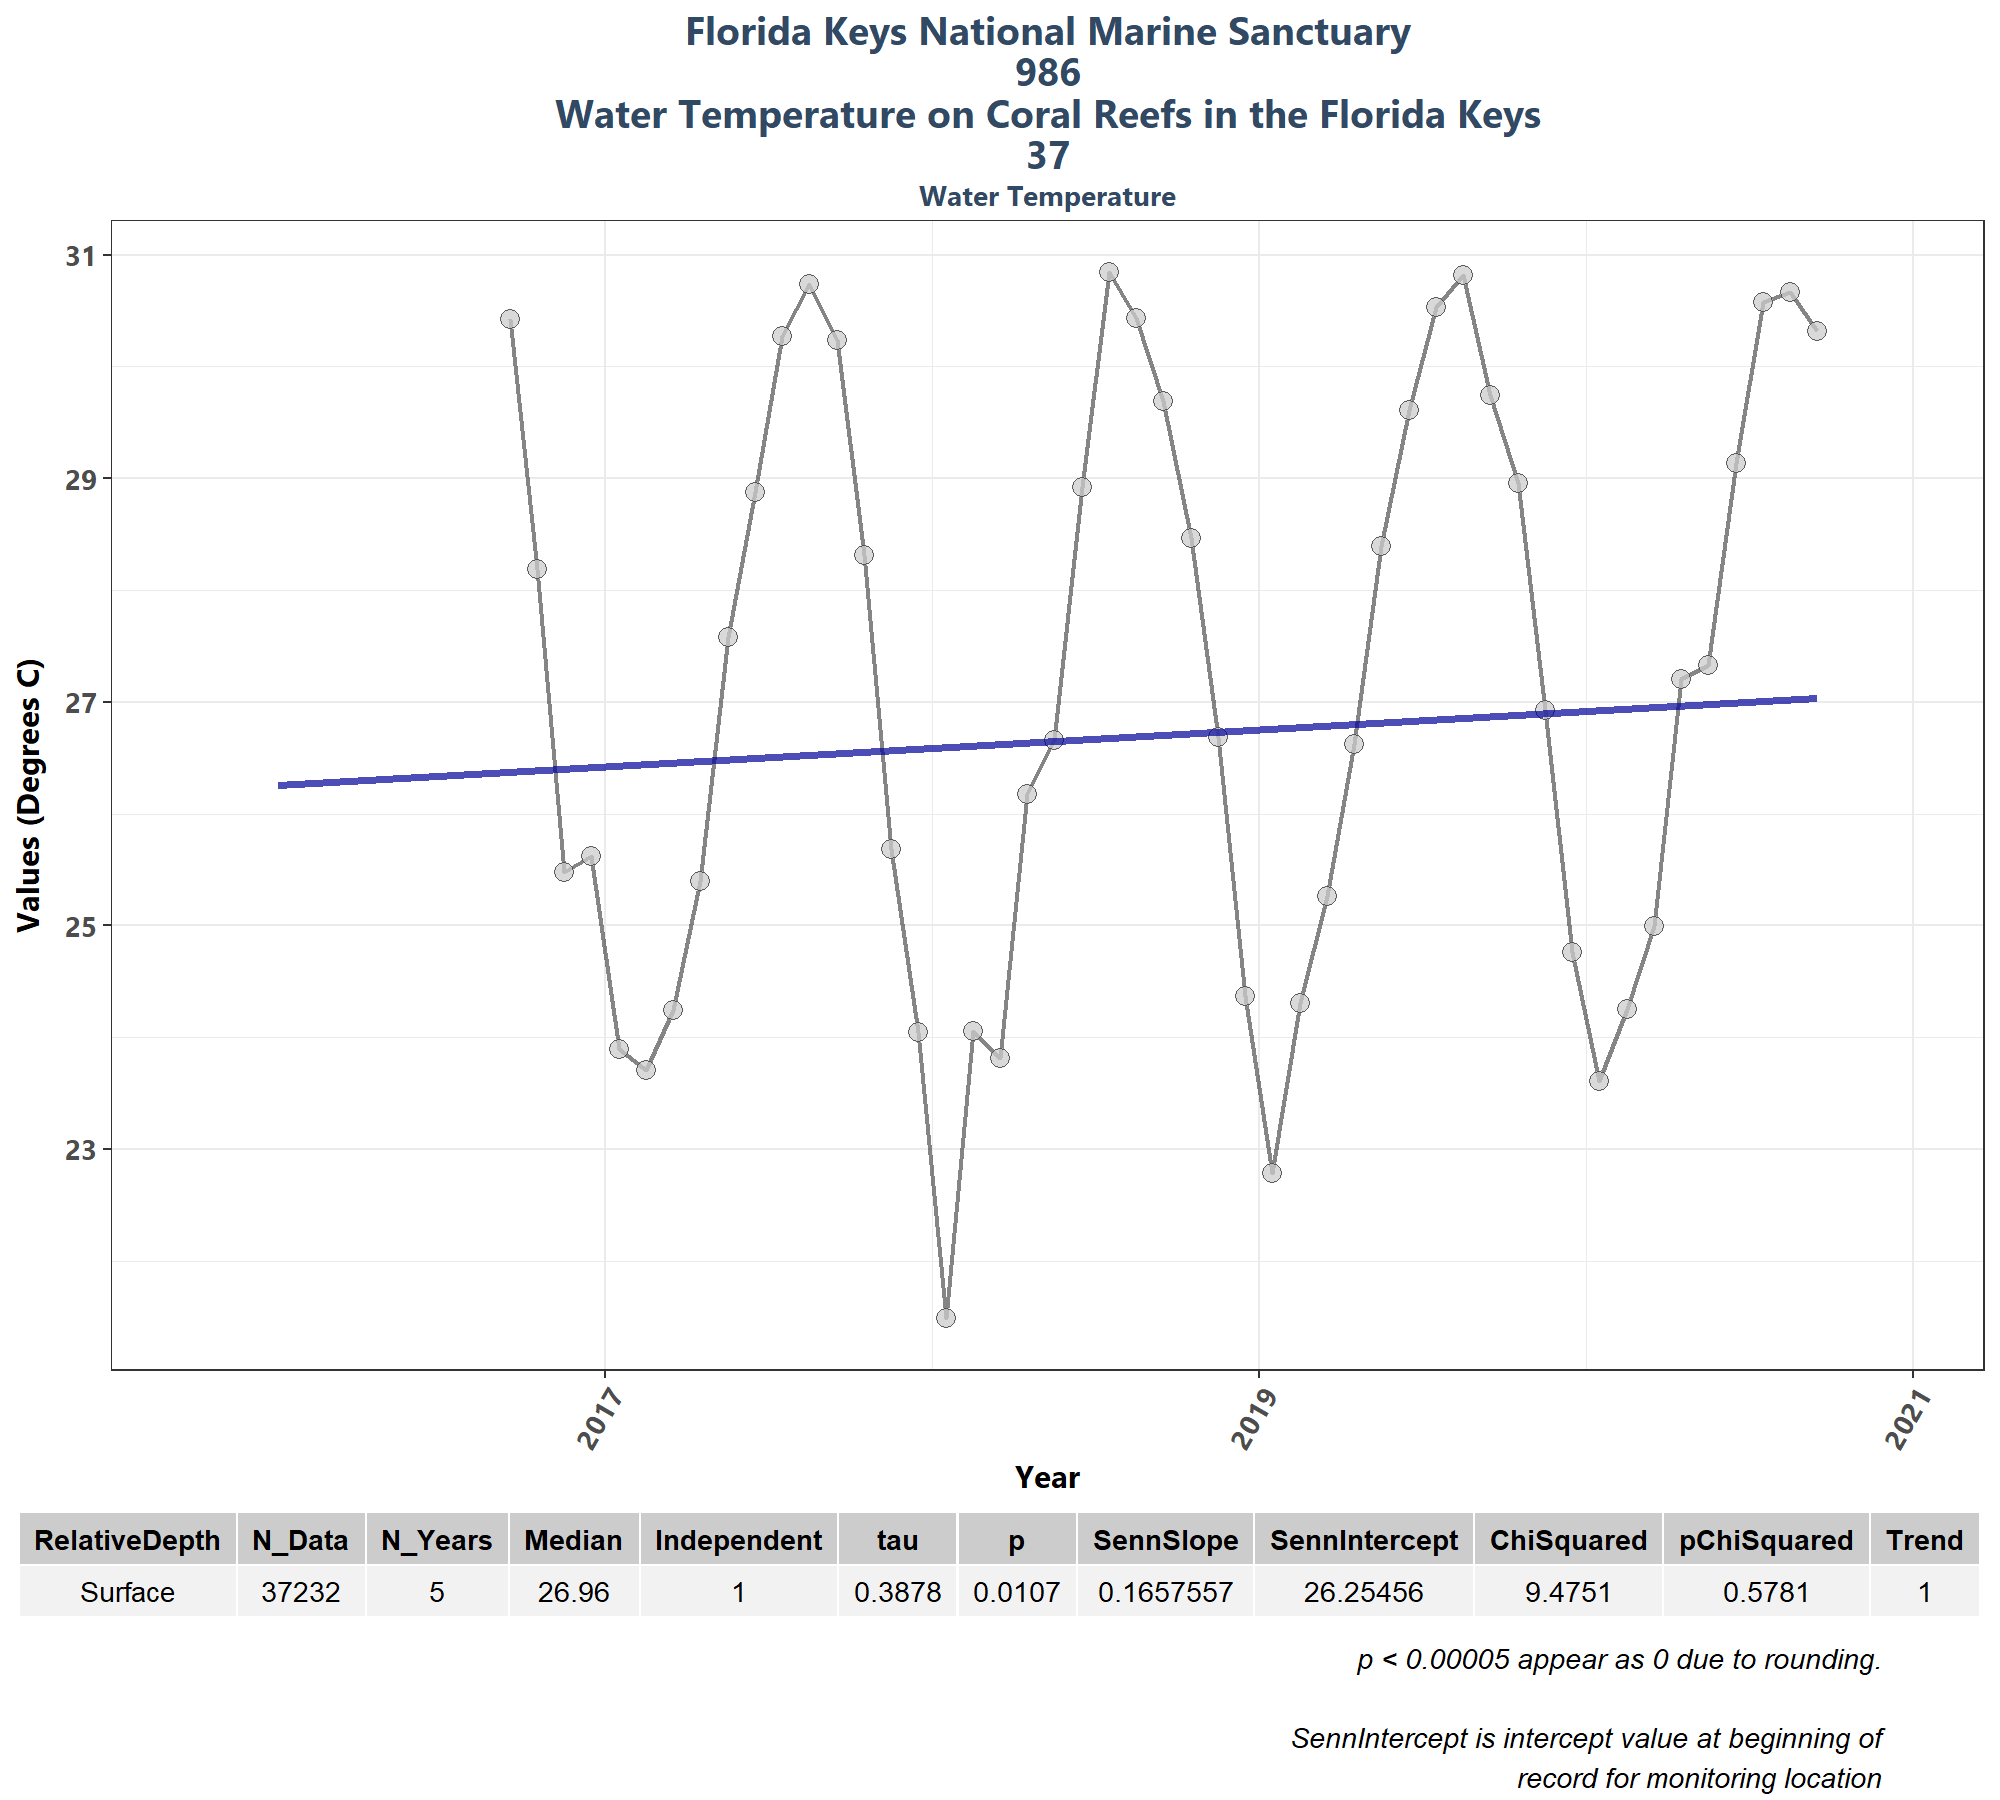 Florida Keys National Marine Sanctuary
986
Water Temperature on Coral Reefs in the Florida Keys
37
Water Temperature
31
29
27
25
23
Values (Degrees C)
2017
2019
2021
Year
RelativeDepth N_Data N_Years Median Independent tau p SennSlope SennIntercept ChiSquared pChiSquared Trend
Surface 37232 5 26.96 1 0.3878 0.0107 0.1657557 26.25456 9.4751 0.5781 1
p < 0.00005 appear as 0 due to rounding.
SennIntercept is intercept value at beginning of
record for monitoring location